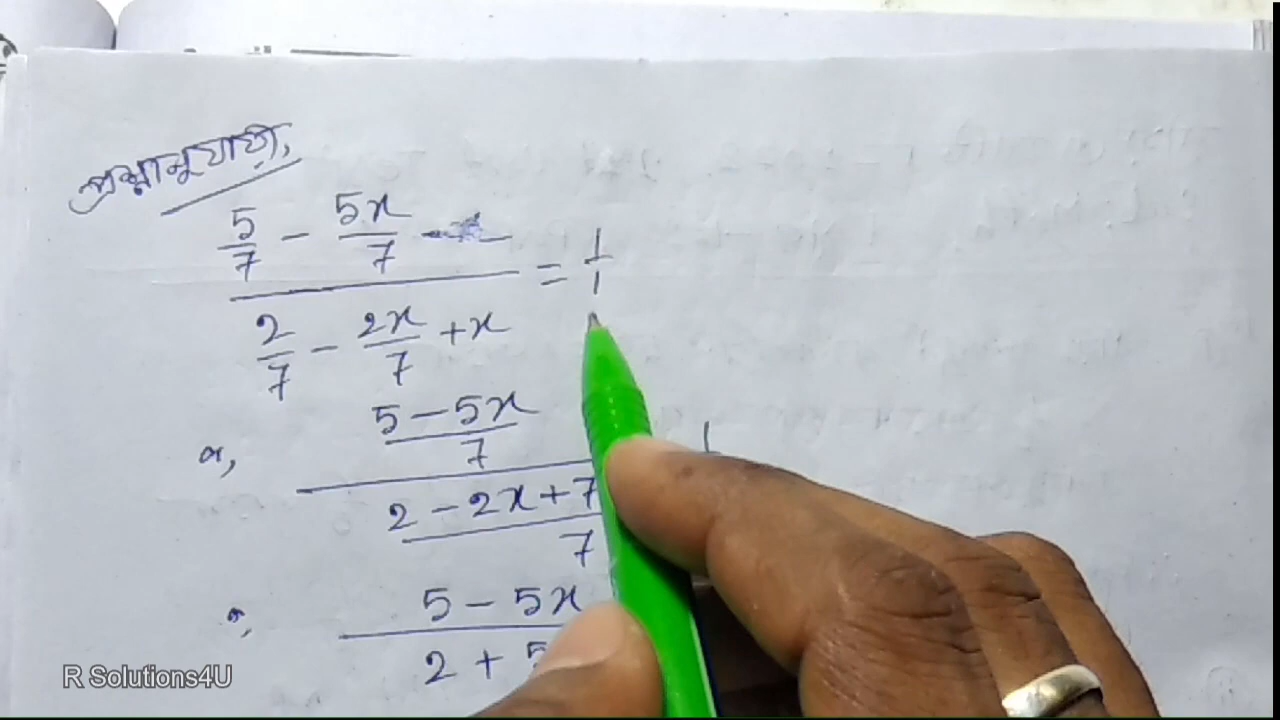 প্রশ্নানুযায়ী,
5/7 - 5x/7
2/7 - 2x/7 + x
= 1/1
5 - 5x
7
বা,
2 - 2x + 7
7
5 - 5x
বা,
2 + 5
R Solutions4U